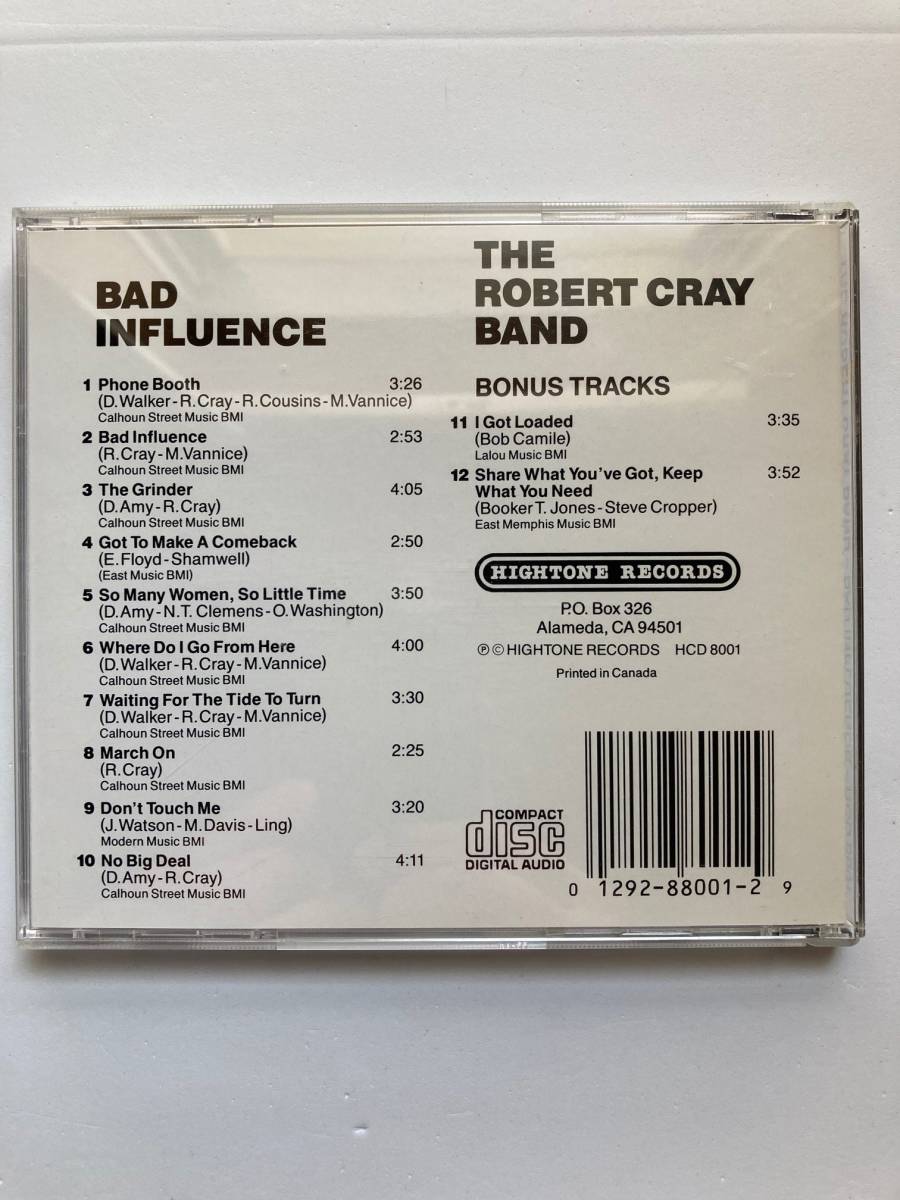 BAD
INFLUENCE
1 Phone Booth 3:26
(D.Walker-R.Cray-R.Cousins-M.Vannice)
Calhoun Street Music BMI
2 Bad Influence 2:53
(R.Cray-M.Vannice)
Calhoun Street Music BMI
3 The Grinder 4:05
(D.Amy-R.Cray)
Calhoun Street Music BMI
4 Got To Make A Comeback 2:50
(E.Floyd-Shamwell)
(East Music BMI)
5 So Many Women, So Little Time 3:50
(D.Amy-N.T. Clemens-O.Washington)
Calhoun Street Music BMI
6 Where Do I Go From Here 4:00
(D.Walker-R.Cray-M.Vannice)
Calhoun Street Music BMI
7 Waiting For The Tide To Turn 3:30
(D.Walker-R.Cray-M.Vannice)
Calhoun Street Music BMI
8 March On 2:25
(R.Cray)
Calhoun Street Music BMI
9 Don't Touch Me 3:20
(J.Watson-M.Davis-Ling)
Modern Music BMI
10 No Big Deal 4:11
(D.Amy-R.Cray)
Calhoun Street Music BMI
THE
ROBERT CRAY
BAND
BONUS TRACKS
11 I Got Loaded 3:35
(Bob Camile)
Lalou Music BMI
12 Share What You've Got, Keep 3:52
What You Need
(Booker T. Jones-Steve Cropper)
East Memphis Music BMI
HIGHTONE RECORDS
P.O. Box 326
Alameda, CA 94501
℗ © HIGHTONE RECORDS HCD 8001
Printed in Canada
COMPACT
disc
DIGITAL AUDIO
0 1292-88001-2 9